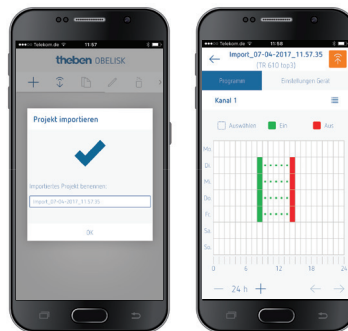 Telekom.de 11:57
theben OBELISK
Projekt importieren
Importiertes Projekt benennen:
import_07-04-2017_11.57.35
OK
Telekom.de 11:58
import_07-04-2017_11.57.35
(TR 610 top3)
Programm
Einstellungen Gerät
Kanal 1
Auswählen Ein Aus
Mo
Di
Mi
Do
Fr
Sa
So
0 6 12 18 24
24 h